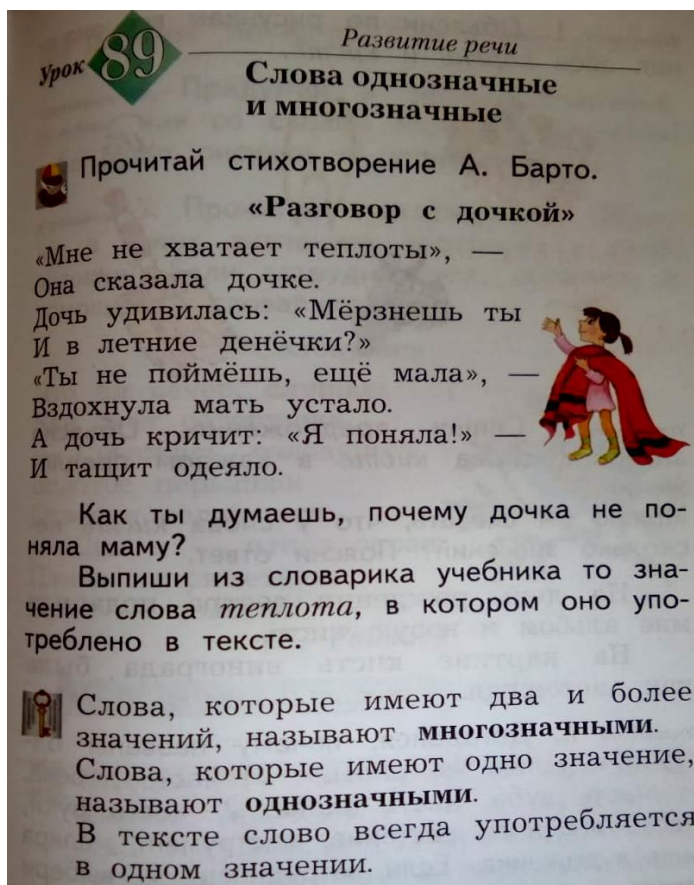 Урок 89
Развитие речи
Слова однозначные
и многозначные
Прочитай стихотворение А. Барто.
«Разговор с дочкой»
«Мне не хватает теплоты», —
Она сказала дочке.
Дочь удивилась: «Мёрзнешь ты
И в летние денёчки?»
«Ты не поймёшь, ещё мала», —
Вздохнула мать устало.
А дочь кричит: «Я поняла!» —
И тащит одеяло.
Как ты думаешь, почему дочка не по-
няла маму?
Выпиши из словарика учебника то зна-
чение слова теплота, в котором оно упо-
треблено в тексте.
Слова, которые имеют два и более
значений, называют многозначными.
Слова, которые имеют одно значение,
называют однозначными.
В тексте слово всегда употребляется
в одном значении.